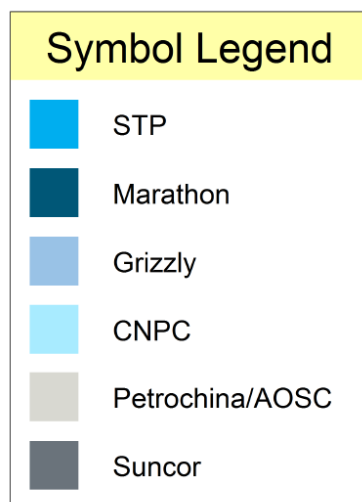 Symbol Legend
STP
Marathon
Grizzly
CNPC
Petrochina/AOSC
Suncor